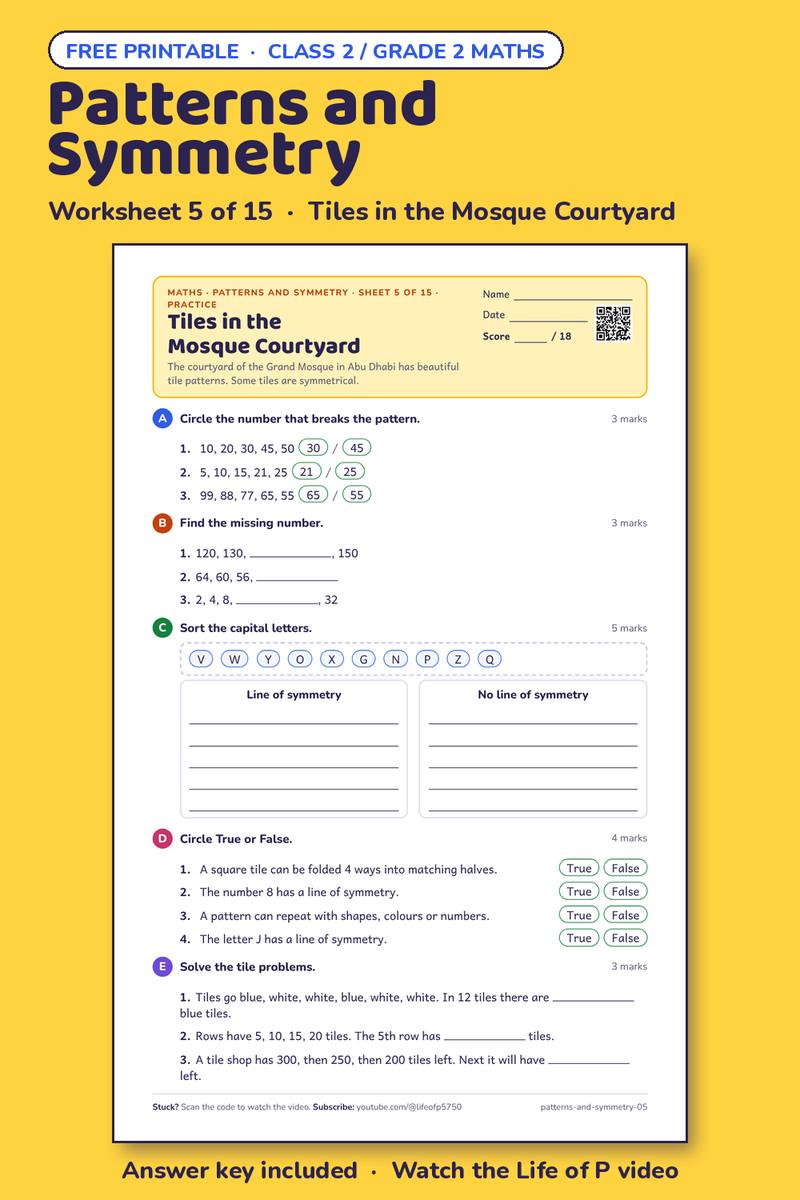 FREE PRINTABLE · CLASS 2 / GRADE 2 MATHS
Patterns and
Symmetry
Worksheet 5 of 15 · Tiles in the Mosque Courtyard
MATHS · PATTERNS AND SYMMETRY · SHEET 5 OF 15 ·
PRACTICE
Tiles in the
Mosque Courtyard
The courtyard of the Grand Mosque in Abu Dhabi has beautiful
tile patterns. Some tiles are symmetrical.
Name
Date
Score ______ / 18
A Circle the number that breaks the pattern. 3 marks
1. 10, 20, 30, 45, 50 30 / 45
2. 5, 10, 15, 21, 25 21 / 25
3. 99, 88, 77, 65, 55 65 / 55
B Find the missing number. 3 marks
1. 120, 130, ____________, 150
2. 64, 60, 56, ____________
3. 2, 4, 8, ____________, 32
C Sort the capital letters. 5 marks
V W Y O X G N P Z Q
Line of symmetry No line of symmetry
D Circle True or False. 4 marks
1. A square tile can be folded 4 ways into matching halves. True False
2. The number 8 has a line of symmetry. True False
3. A pattern can repeat with shapes, colours or numbers. True False
4. The letter J has a line of symmetry. True False
E Solve the tile problems. 3 marks
1. Tiles go blue, white, white, blue, white, white. In 12 tiles there are ____________
blue tiles.
2. Rows have 5, 10, 15, 20 tiles. The 5th row has ____________ tiles.
3. A tile shop has 300, then 250, then 200 tiles left. Next it will have ____________
left.
Stuck? Scan the code to watch the video. Subscribe: youtube.com/@lifeofp5750 patterns-and-symmetry-05
Answer key included · Watch the Life of P video